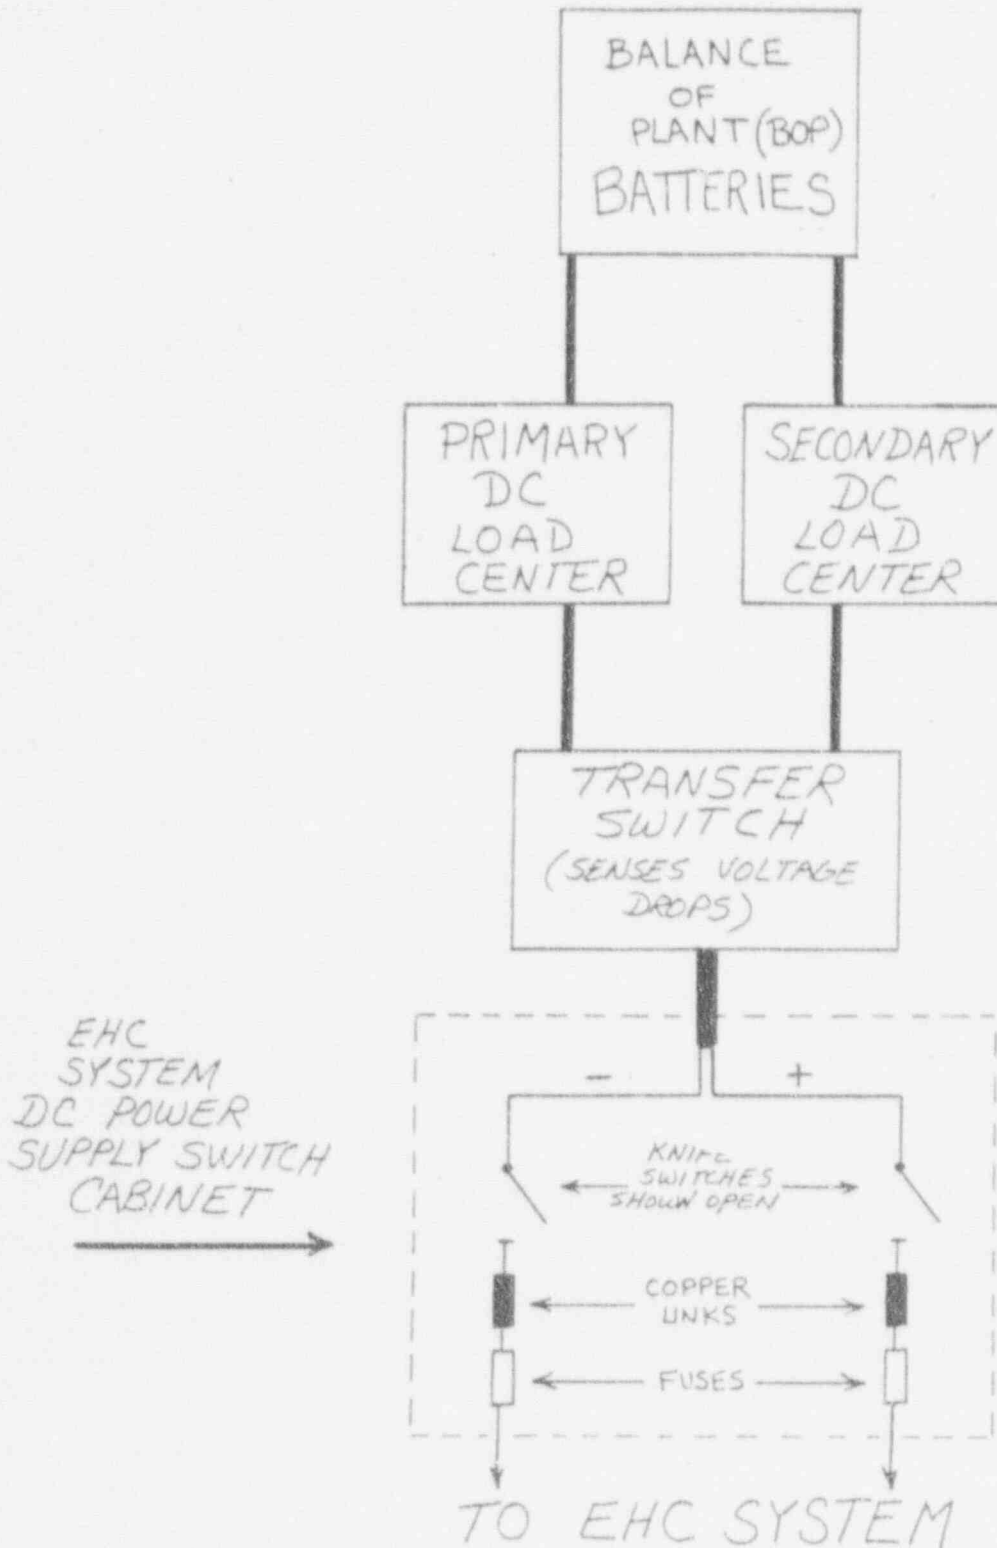 BALANCE
OF
PLANT (BOP)
BATTERIES
PRIMARY
DC
LOAD
CENTER
SECONDARY
DC
LOAD
CENTER
TRANSFER
SWITCH
(SENSES VOLTAGE
DROPS)
EHC
SYSTEM
DC POWER
SUPPLY SWITCH
CABINET
- +
KNIFE
SWITCHES
SHOWN OPEN
COPPER
LINKS
FUSES
TO EHC SYSTEM